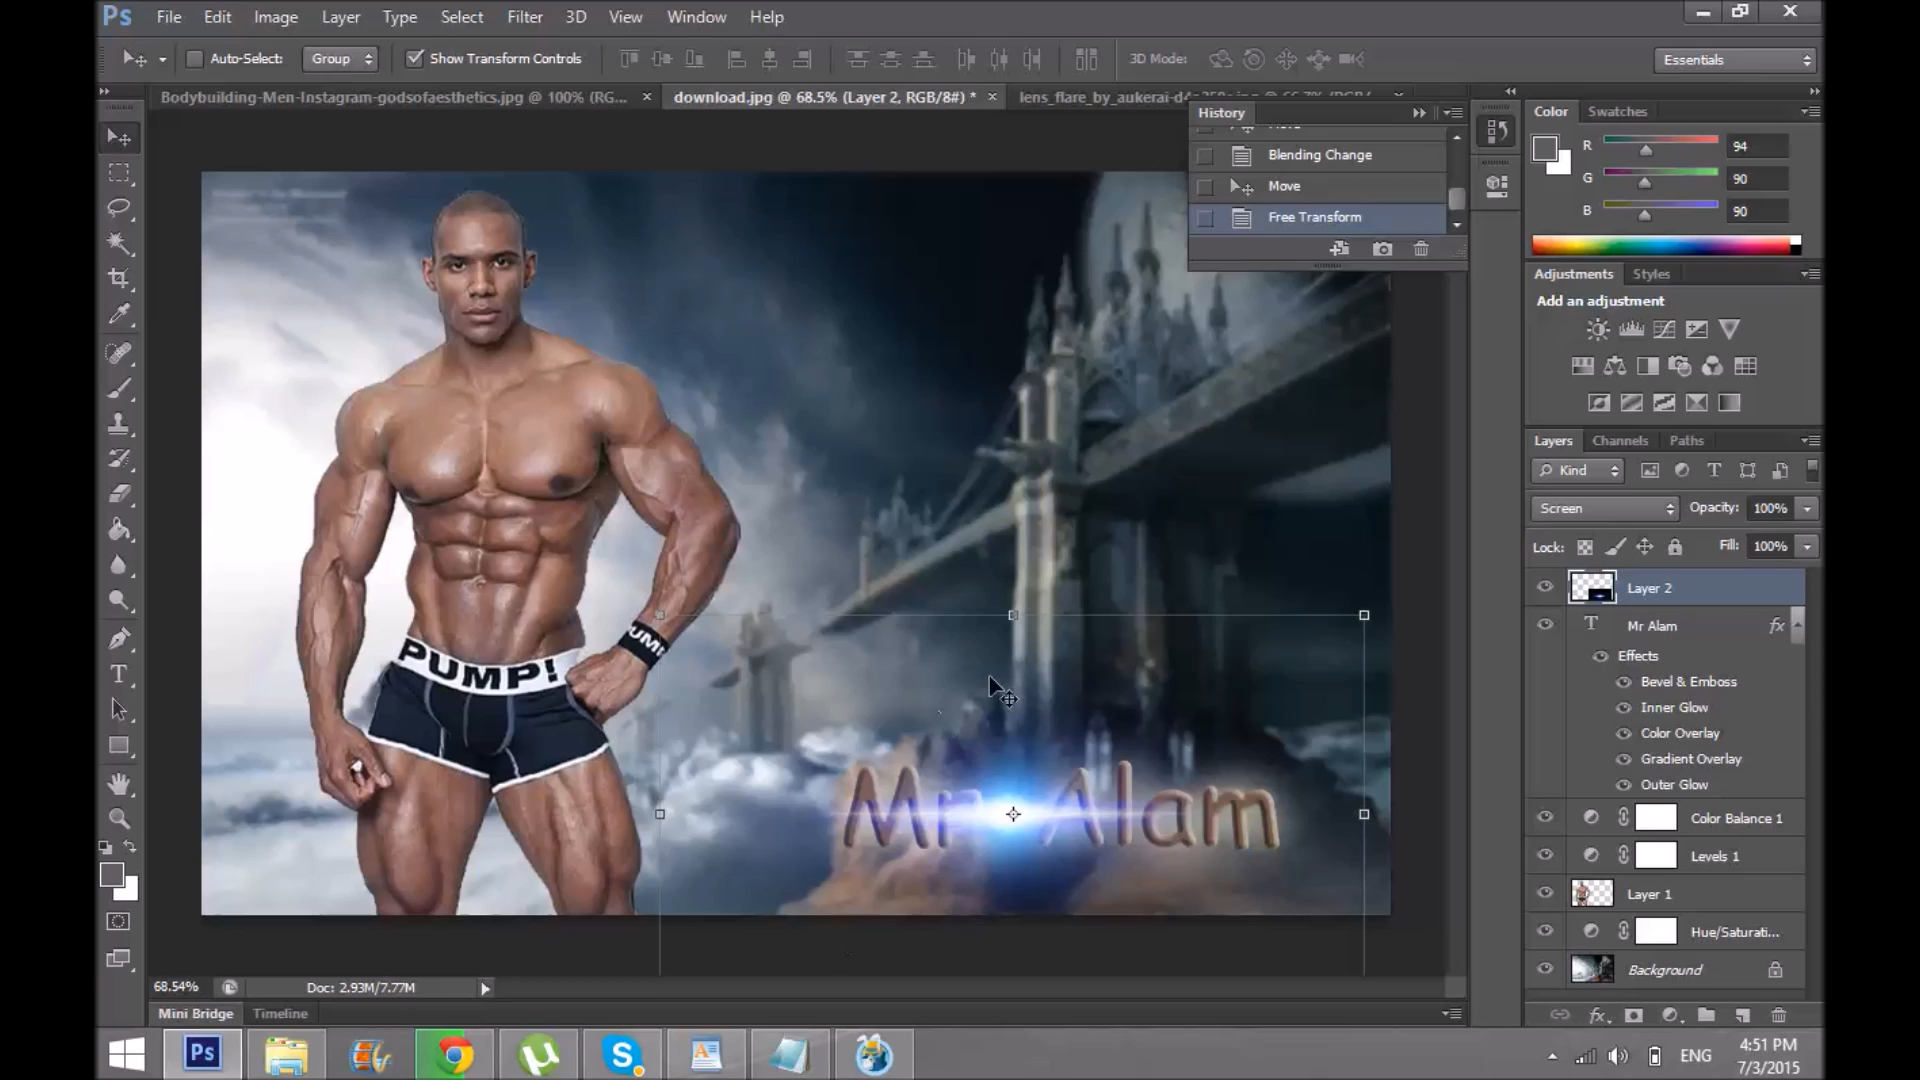 Ps File Edit Image Layer Type Select Filter 3D View Window Help
Auto-Select: Group Show Transform Controls 3D Mode: Essentials
Bodybuilding-Men-Instagram-godsofaesthetics.jpg @ 100% (RG... × download.jpg @ 68.5% (Layer 2, RGB/8#) * ×
History
Blending Change
Move
Free Transform
Color Swatches
R 94
G 90
B 90
Adjustments Styles
Add an adjustment
Layers Channels Paths
Kind
Screen Opacity: 100%
Lock: Fill: 100%
Layer 2
Mr Alam fx
Effects
Bevel & Emboss
Inner Glow
Color Overlay
Gradient Overlay
Outer Glow
Color Balance 1
Levels 1
Layer 1
Hue/Saturati...
Background
PUMP!
PUMP!
Mr Alam
68.54% Doc: 2.93M/7.77M
Mini Bridge Timeline
Ps
ENG
4:51 PM
7/3/2015